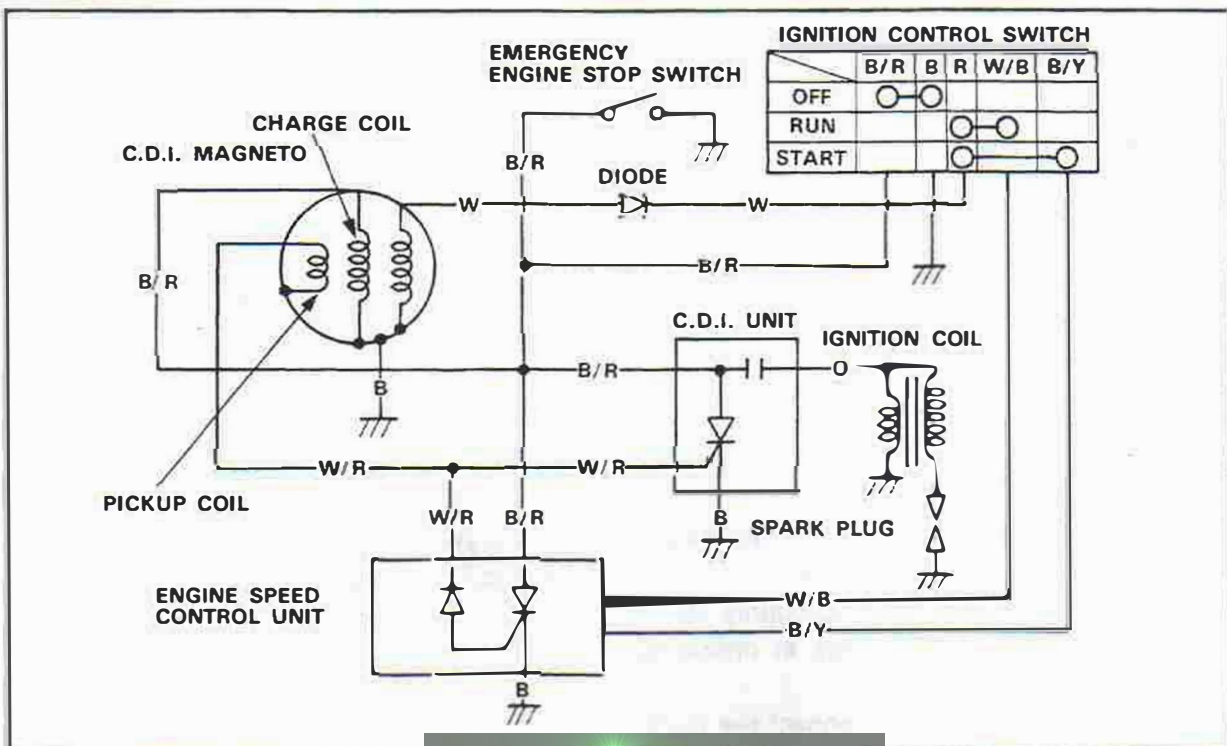 IGNITION CONTROL SWITCH
B/R B R W/B B/Y
OFF
RUN
START
EMERGENCY
ENGINE STOP SWITCH
CHARGE COIL
C.D.I. MAGNETO
B/R
DIODE
W
W
B/R
B/R
C.D.I. UNIT
IGNITION COIL
B/R
O
B
W/R
W/R
PICKUP COIL
W/R
B/R
B
SPARK PLUG
ENGINE SPEED
CONTROL UNIT
W/B
B/Y
B